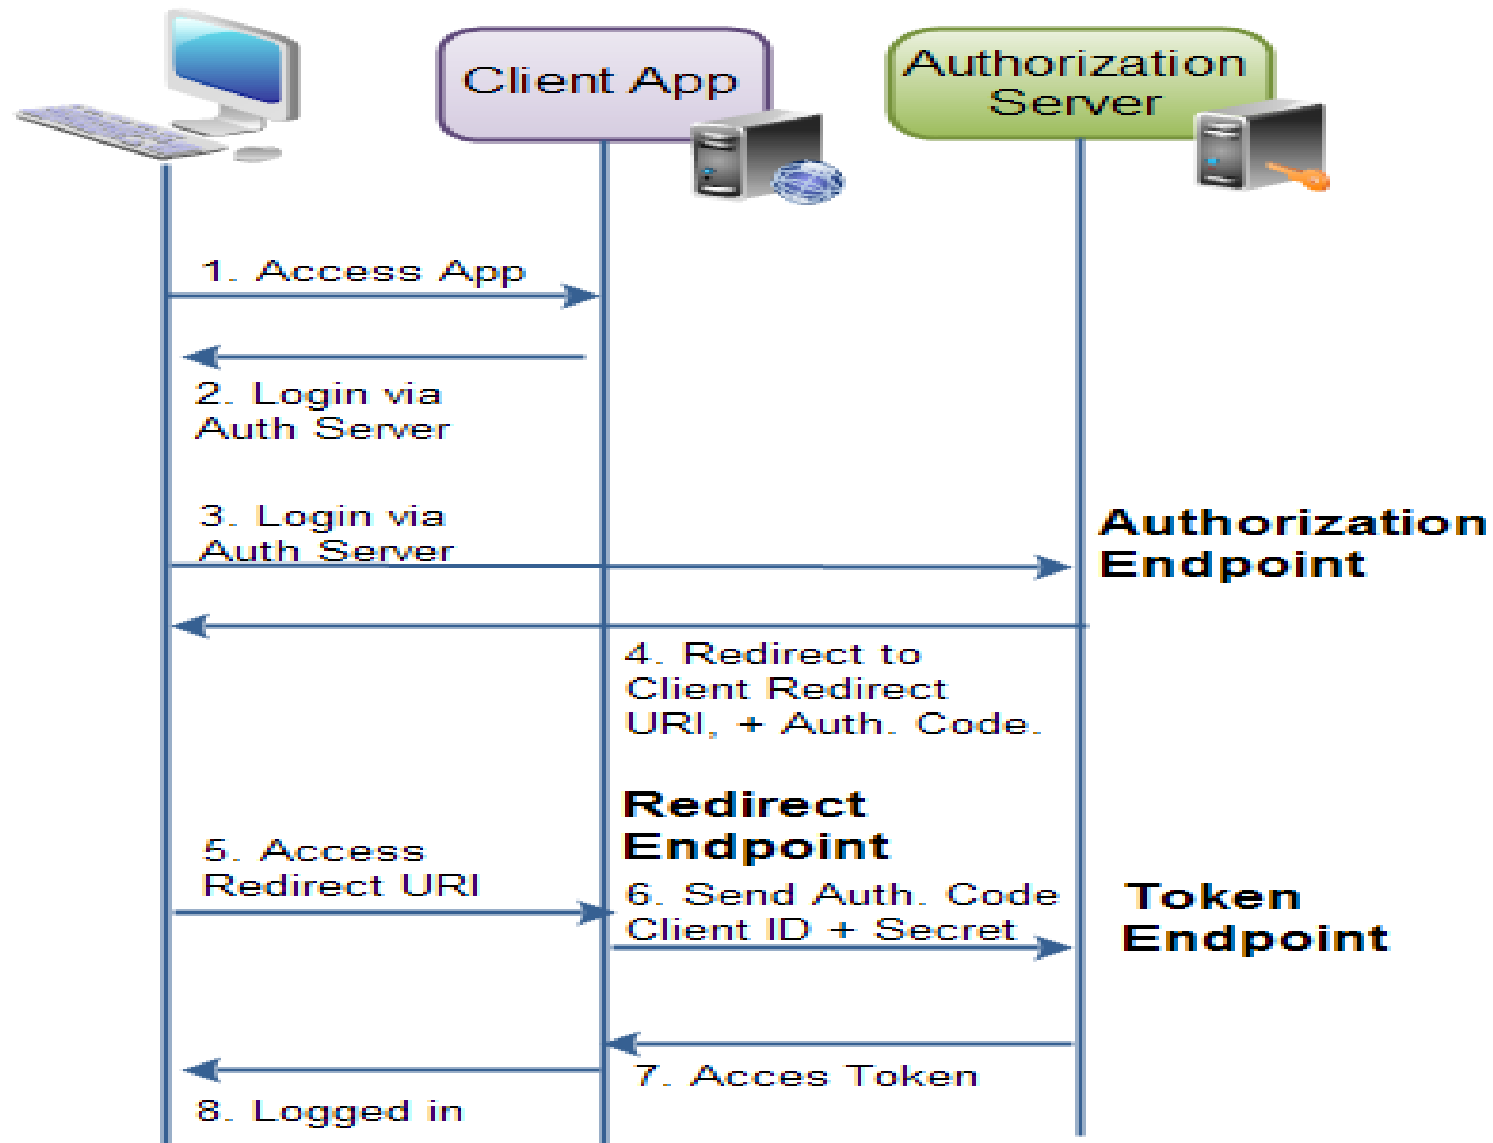 Client App
Authorization
Server
1. Access App
2. Login via
Auth Server
3. Login via
Auth Server
Authorization
Endpoint
4. Redirect to
Client Redirect
URI, + Auth. Code.
Redirect
Endpoint
5. Access
Redirect URI
6. Send Auth. Code
Client ID + Secret
Token
Endpoint
7. Acces Token
8. Logged in